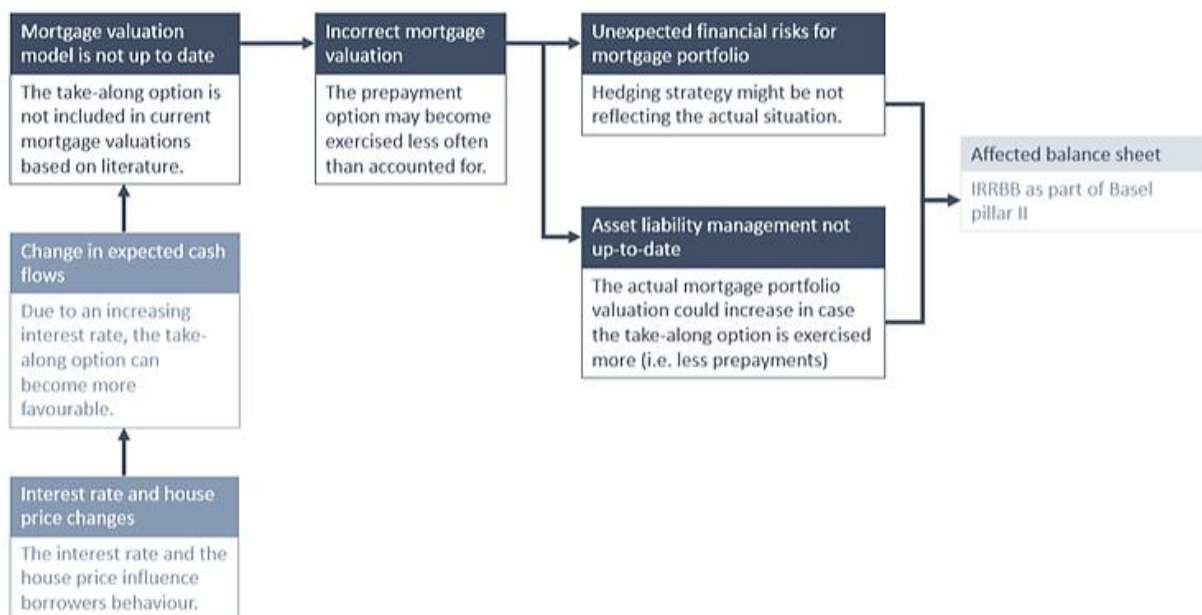 Mortgage valuation
model is not up to date
The take-along option is
not included in current
mortgage valuations
based on literature.
Incorrect mortgage
valuation
The prepayment
option may become
exercised less often
than accounted for.
Unexpected financial risks for
mortgage portfolio
Hedging strategy might be not
reflecting the actual situation.
Affected balance sheet
IRRBB as part of Basel
pillar II
Asset liability management not
up-to-date
The actual mortgage portfolio
valuation could increase in case
the take-along option is exercised
more (i.e. less prepayments)
Change in expected cash
flows
Due to an increasing
interest rate, the take-
along option can
become more
favourable.
Interest rate and house
price changes
The interest rate and the
house price influence
borrowers behaviour.